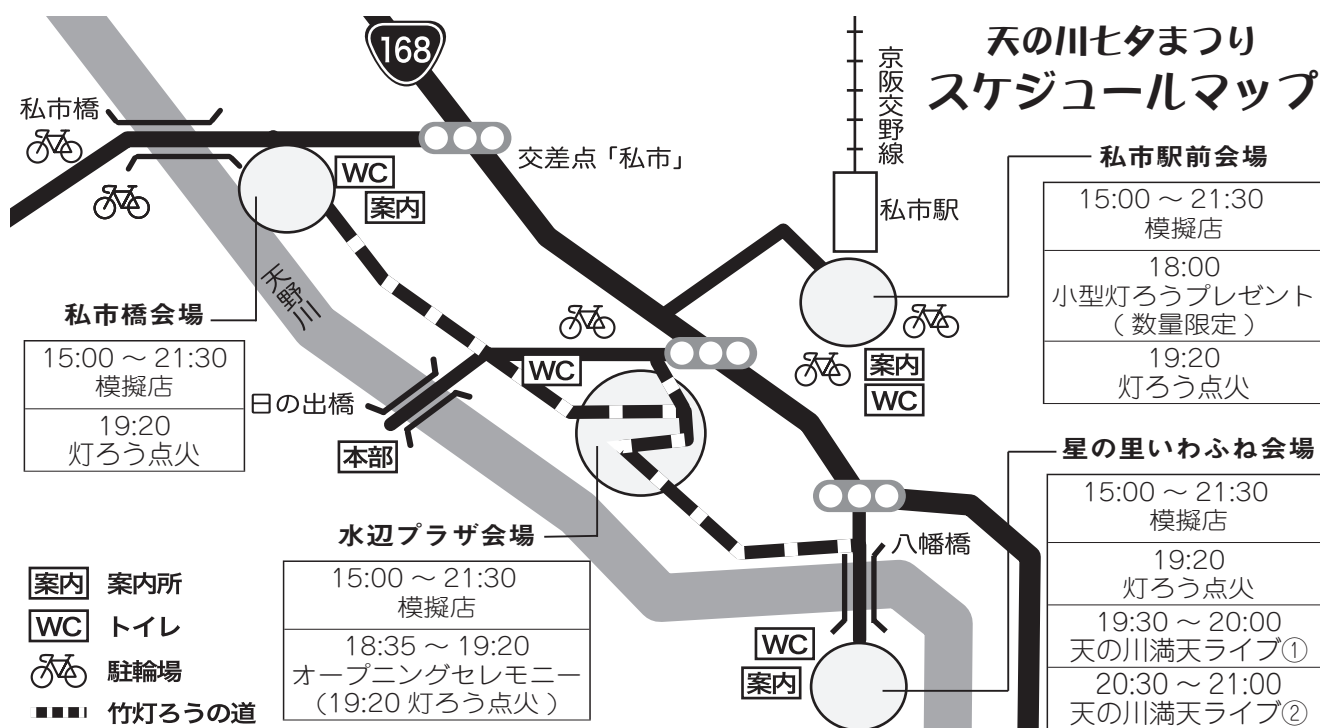 天の川七夕まつり
スケジュールマップ
168
京阪交野線
私市橋
交差点「私市」
WC
案内
私市駅
天野川
私市駅前会場
15:00 ～ 21:30
模擬店
18:00
小型灯ろうプレゼント
( 数量限定 )
19:20
灯ろう点火
私市橋会場
15:00 ～ 21:30
模擬店
19:20
灯ろう点火
日の出橋
本部
WC
案内
WC
星の里いわふね会場
15:00 ～ 21:30
模擬店
19:20
灯ろう点火
19:30 ～ 20:00
天の川満天ライブ①
20:30 ～ 21:00
天の川満天ライブ②
水辺プラザ会場
15:00 ～ 21:30
模擬店
18:35 ～ 19:20
オープニングセレモニー
(19:20 灯ろう点火 )
八幡橋
WC
案内
案内 案内所
WC トイレ
駐輪場
竹灯ろうの道